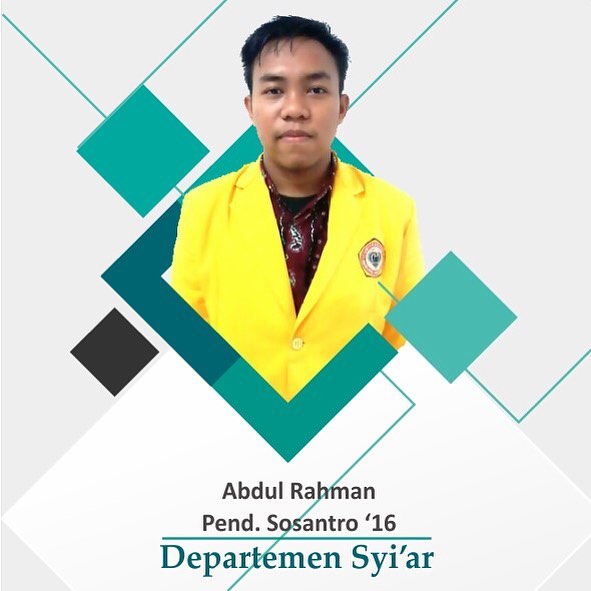 Abdul Rahman
Pend. Sosantro ‘16
Departemen Syi’ar